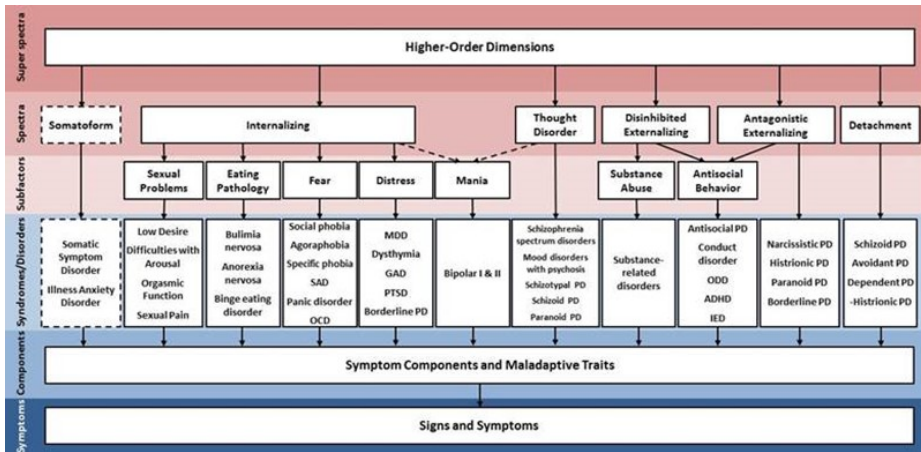 Super spectra
Higher-Order Dimensions
Spectra
Somatoform
Internalizing
Thought
Disorder
Disinhibited
Externalizing
Antagonistic
Externalizing
Detachment
Subfactors
Sexual
Problems
Eating
Pathology
Fear
Distress
Mania
Substance
Abuse
Antisocial
Behavior
Syndromes/Disorders
Somatic
Symptom
Disorder
Illness Anxiety
Disorder
Low Desire
Difficulties with
Arousal
Orgasmic
Function
Sexual Pain
Bulimia
nervosa
Anorexia
nervosa
Binge eating
disorder
Social phobia
Agoraphobia
Specific phobia
SAD
Panic disorder
OCD
MDD
Dysthymia
GAD
PTSD
Borderline PD
Bipolar I & II
Schizophrenia
spectrum disorders
Mood disorders
with psychosis
Schizotypal PD
Schizoid PD
Paranoid PD
Substance-
related
disorders
Antisocial PD
Conduct
disorder
ODD
ADHD
IED
Narcissistic PD
Histrionic PD
Paranoid PD
Borderline PD
Schizoid PD
Avoidant PD
Dependent PD
-Histrionic PD
Components
Symptom Components and Maladaptive Traits
Symptoms
Signs and Symptoms